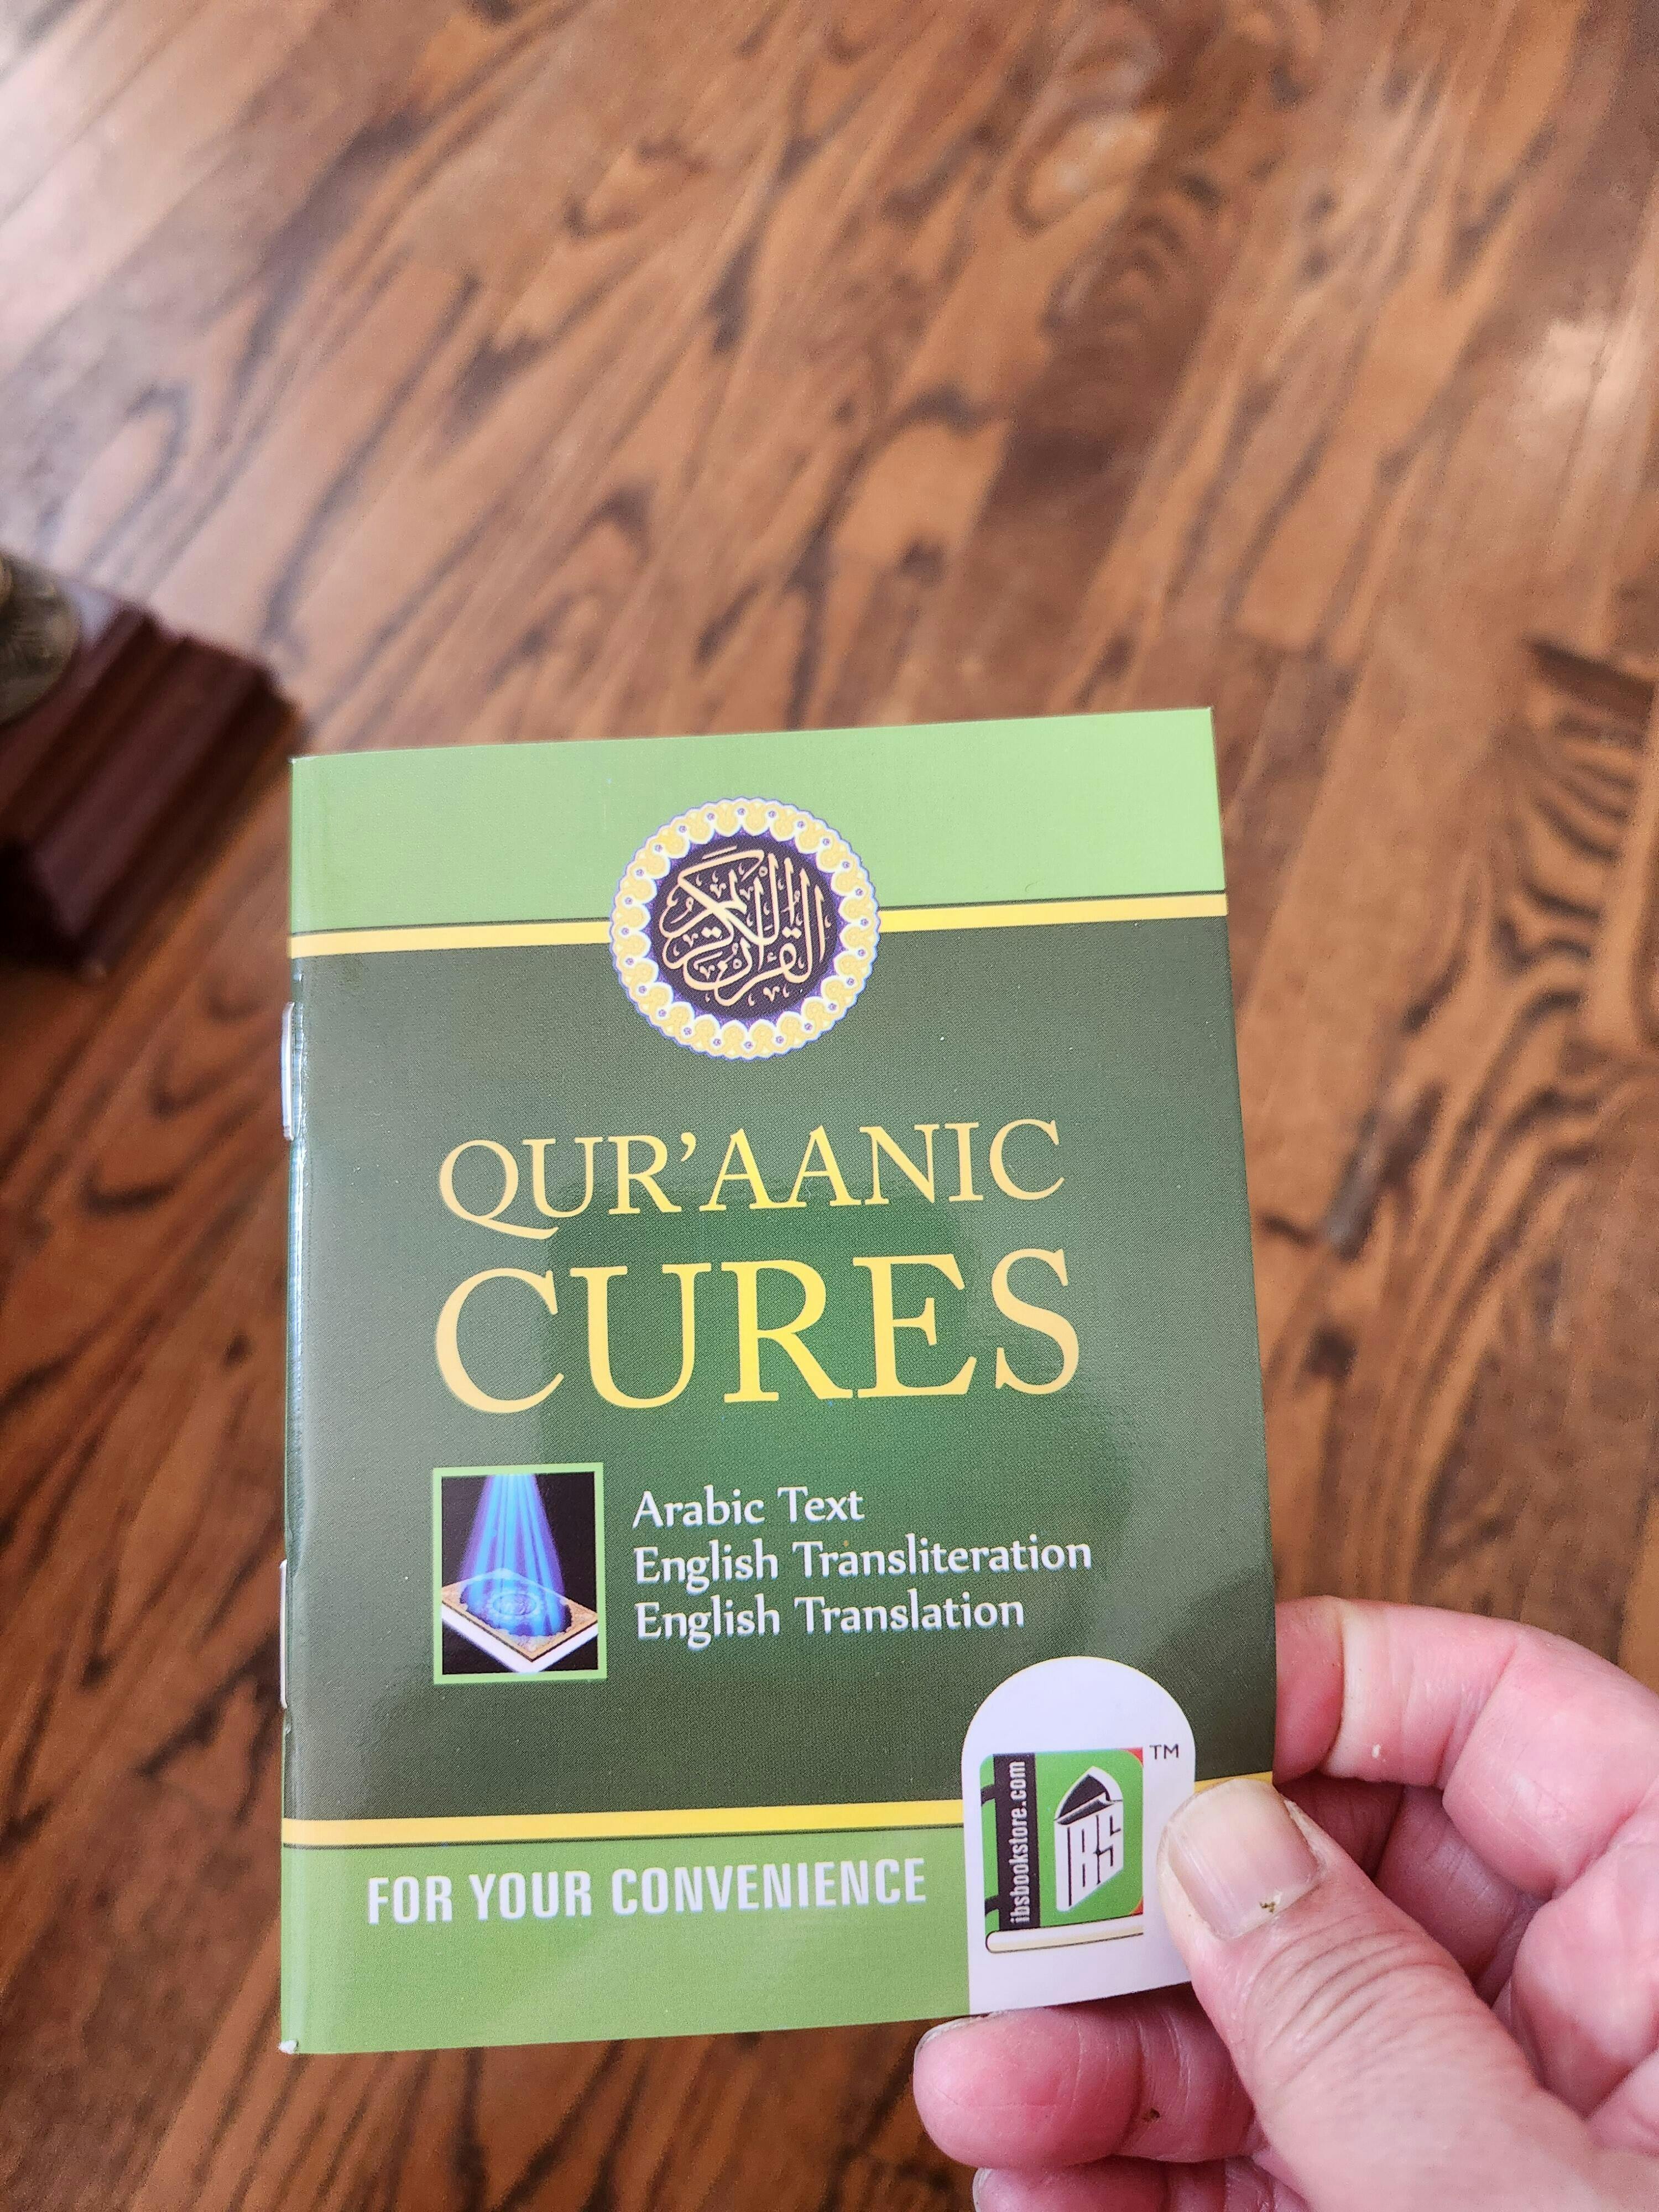 القرآن الكريم
QUR'AANIC
CURES
Arabic Text
English Transliteration
English Translation
FOR YOUR CONVENIENCE
ibsbookstore.com
IBS
TM